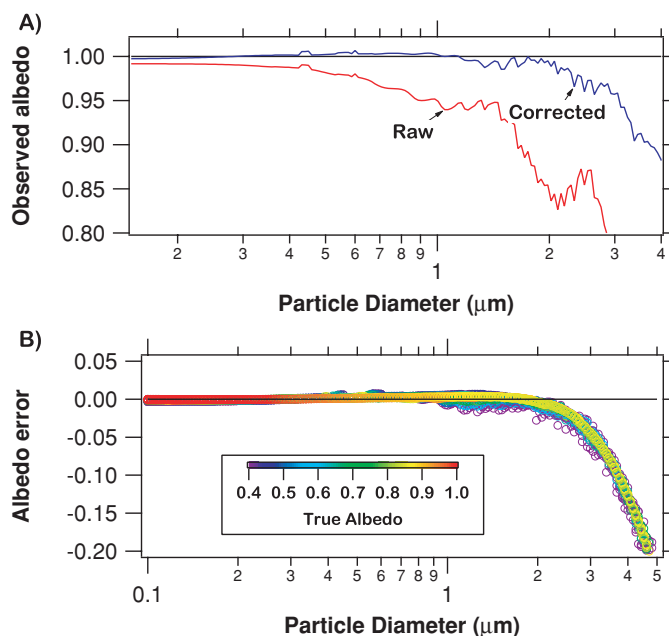 A)
Observed albedo
1.00
0.95
0.90
0.85
0.80
Raw
Corrected
2 3 4 5 6 7 8 9 2 3 4
1
Particle Diameter (μm)
B)
Albedo error
0.05
0.00
-0.05
-0.10
-0.15
-0.20
0.4 0.5 0.6 0.7 0.8 0.9 1.0
True Albedo
2 3 4 5 6 7 8 9 2 3 4 5
0.1 1
Particle Diameter (μm)